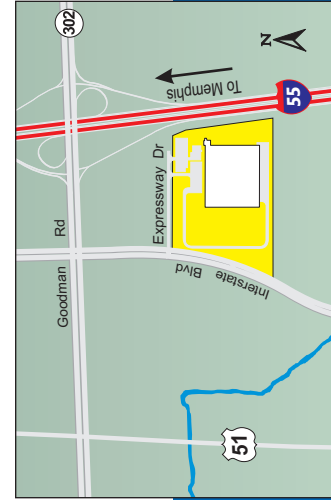 302
Goodman Rd
To Memphis
N
Expressway Dr
55
Interstate Blvd
51